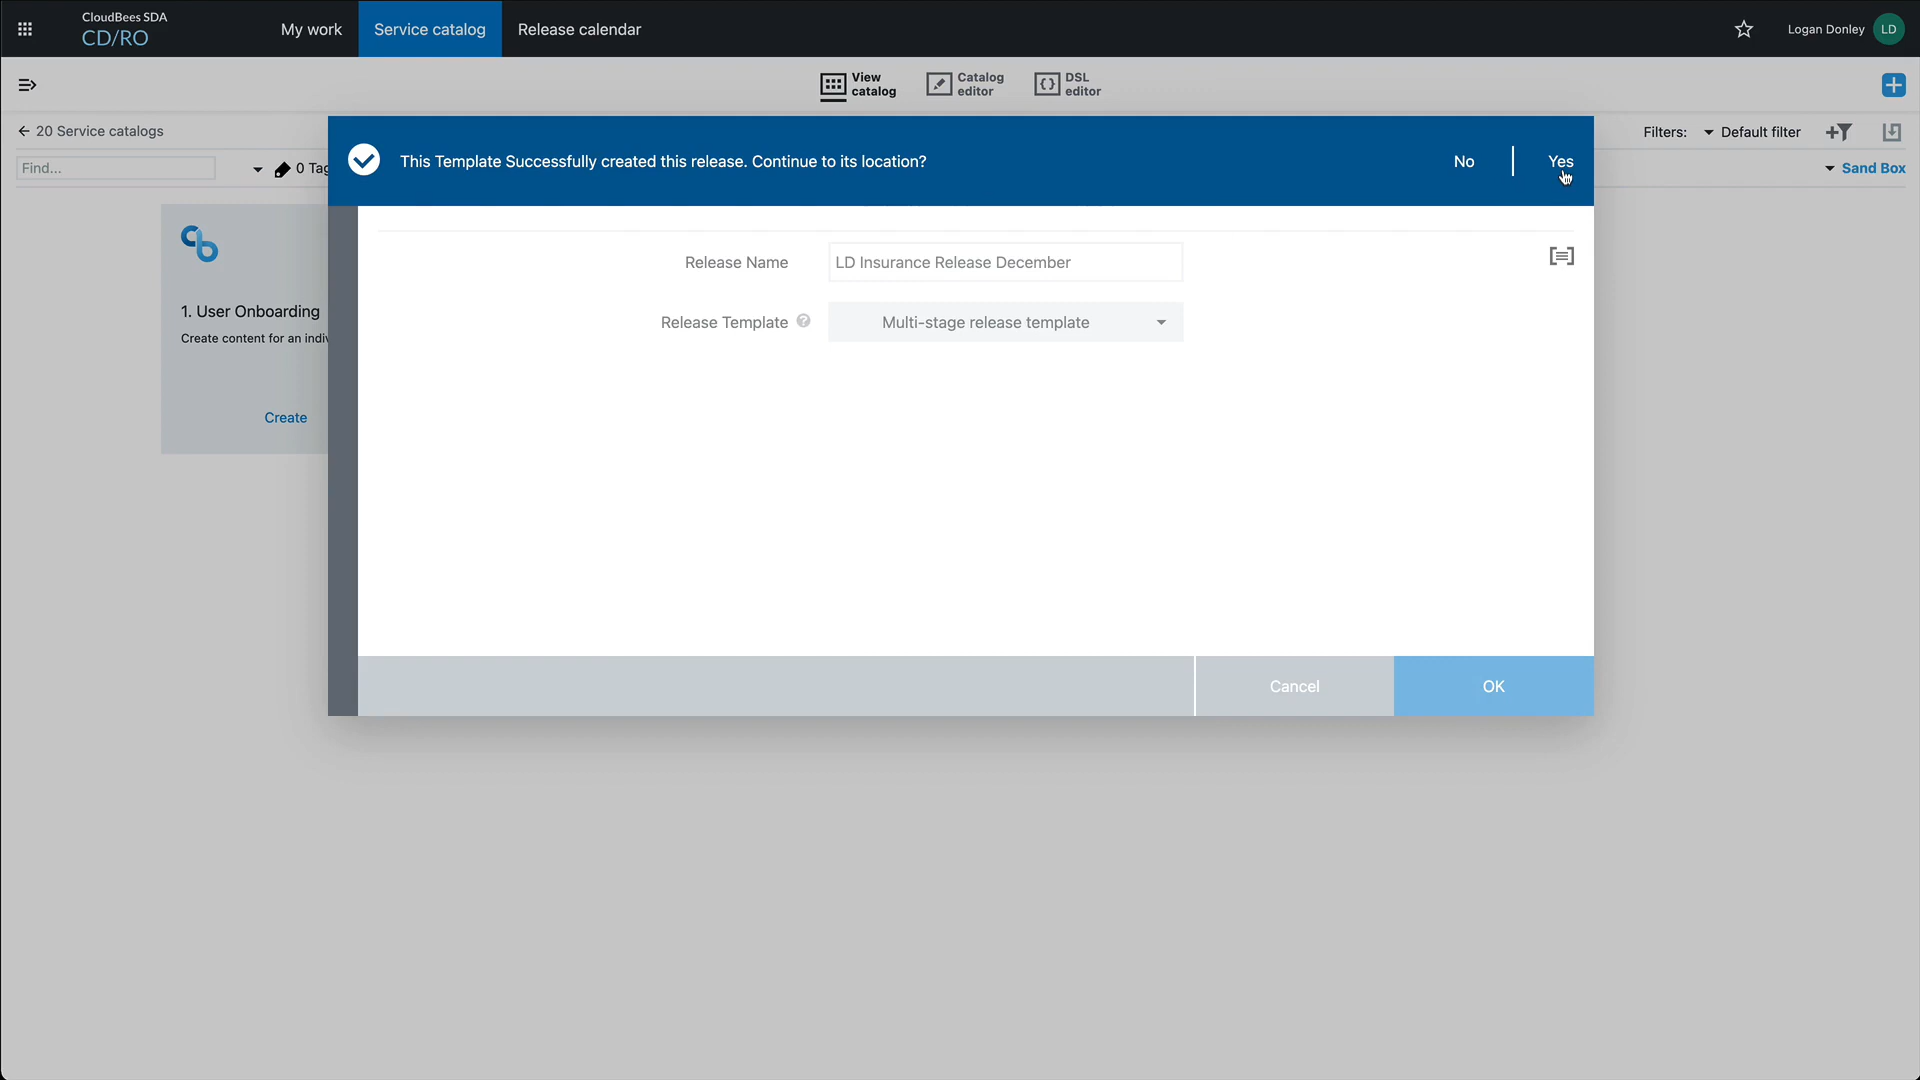 CloudBees SDA
CD/RO
My work
Service catalog
Release calendar
Logan Donley
LD
View catalog
Catalog editor
DSL editor
20 Service catalogs
Filters:
Default filter
Find...
0 Tag
Sand Box
This Template Successfully created this release. Continue to its location?
No
Yes
Release Name
LD Insurance Release December
Release Template
Multi-stage release template
1. User Onboarding
Create content for an indiv
Create
Cancel
OK